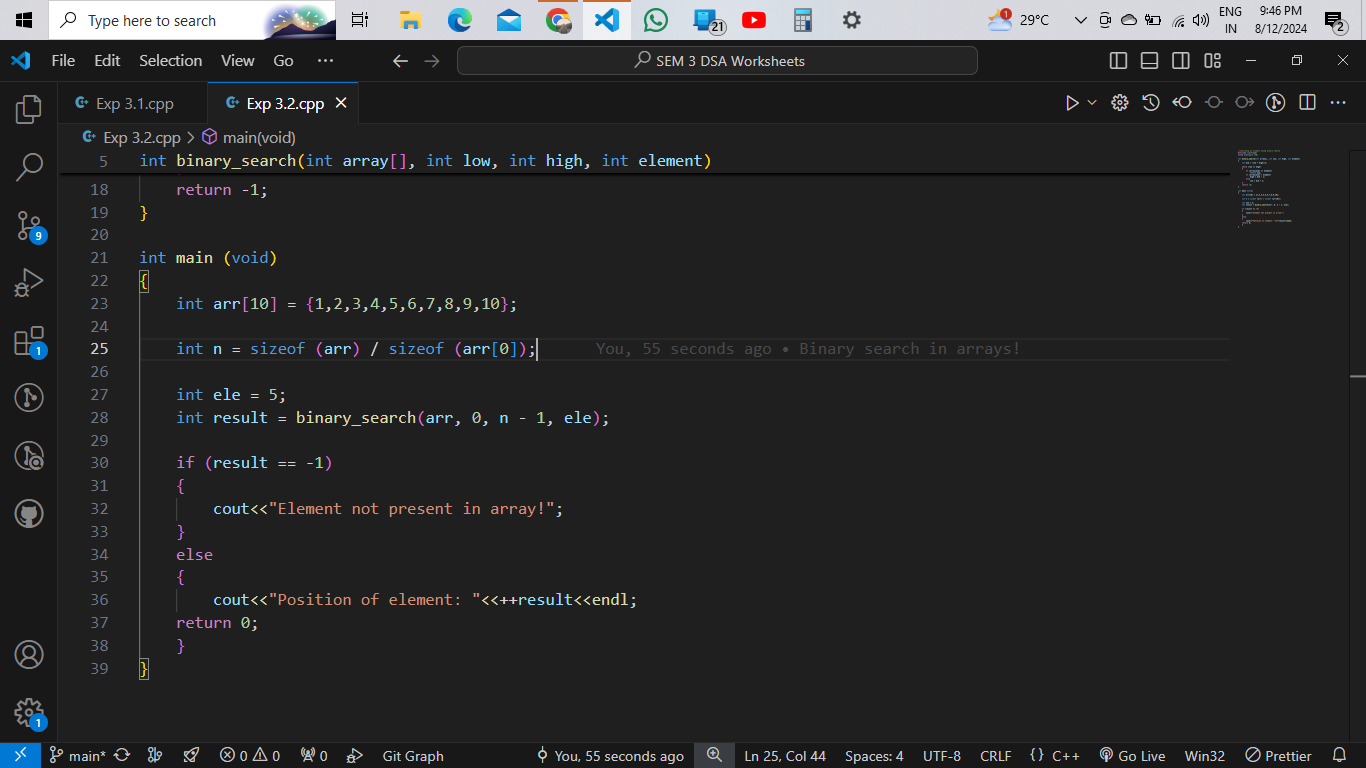 Type here to search
21
1
29°C
ENG
IN
9:46 PM
8/12/2024
2
File Edit Selection View Go ···
SEM 3 DSA Worksheets
Exp 3.1.cpp
Exp 3.2.cpp
Exp 3.2.cpp > main(void)
5 int binary_search(int array[], int low, int high, int element)
18 return -1;
19 }
20
21 int main (void)
22 {
23 int arr[10] = {1,2,3,4,5,6,7,8,9,10};
24
25 int n = sizeof (arr) / sizeof (arr[0]); You, 55 seconds ago • Binary search in arrays!
26
27 int ele = 5;
28 int result = binary_search(arr, 0, n - 1, ele);
29
30 if (result == -1)
31 {
32 cout<<"Element not present in array!";
33 }
34 else
35 {
36 cout<<"Position of element: "<<++result<<endl;
37 return 0;
38 }
39 }
9
1
1
main* 0 0 0 Git Graph You, 55 seconds ago Ln 25, Col 44 Spaces: 4 UTF-8 CRLF {} C++ Go Live Win32 Prettier